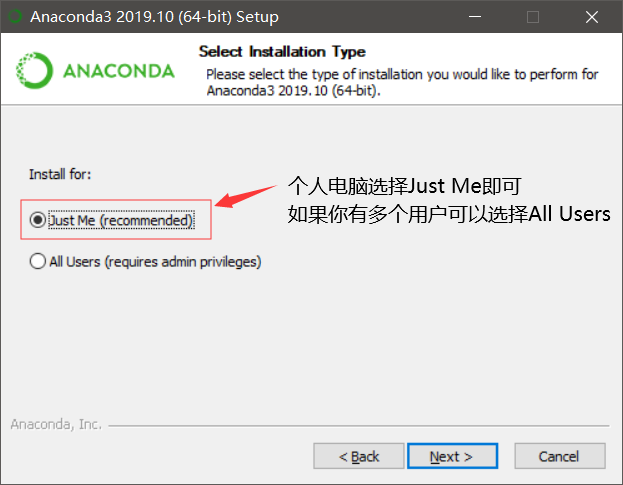 Anaconda3 2019.10 (64-bit) Setup
ANACONDA
Select Installation Type
Please select the type of installation you would like to perform for
Anaconda3 2019.10 (64-bit).
Install for:
个人电脑选择Just Me即可
如果你有多个用户可以选择All Users
Just Me (recommended)
All Users (requires admin privileges)
Anaconda, Inc.
< Back
Next >
Cancel